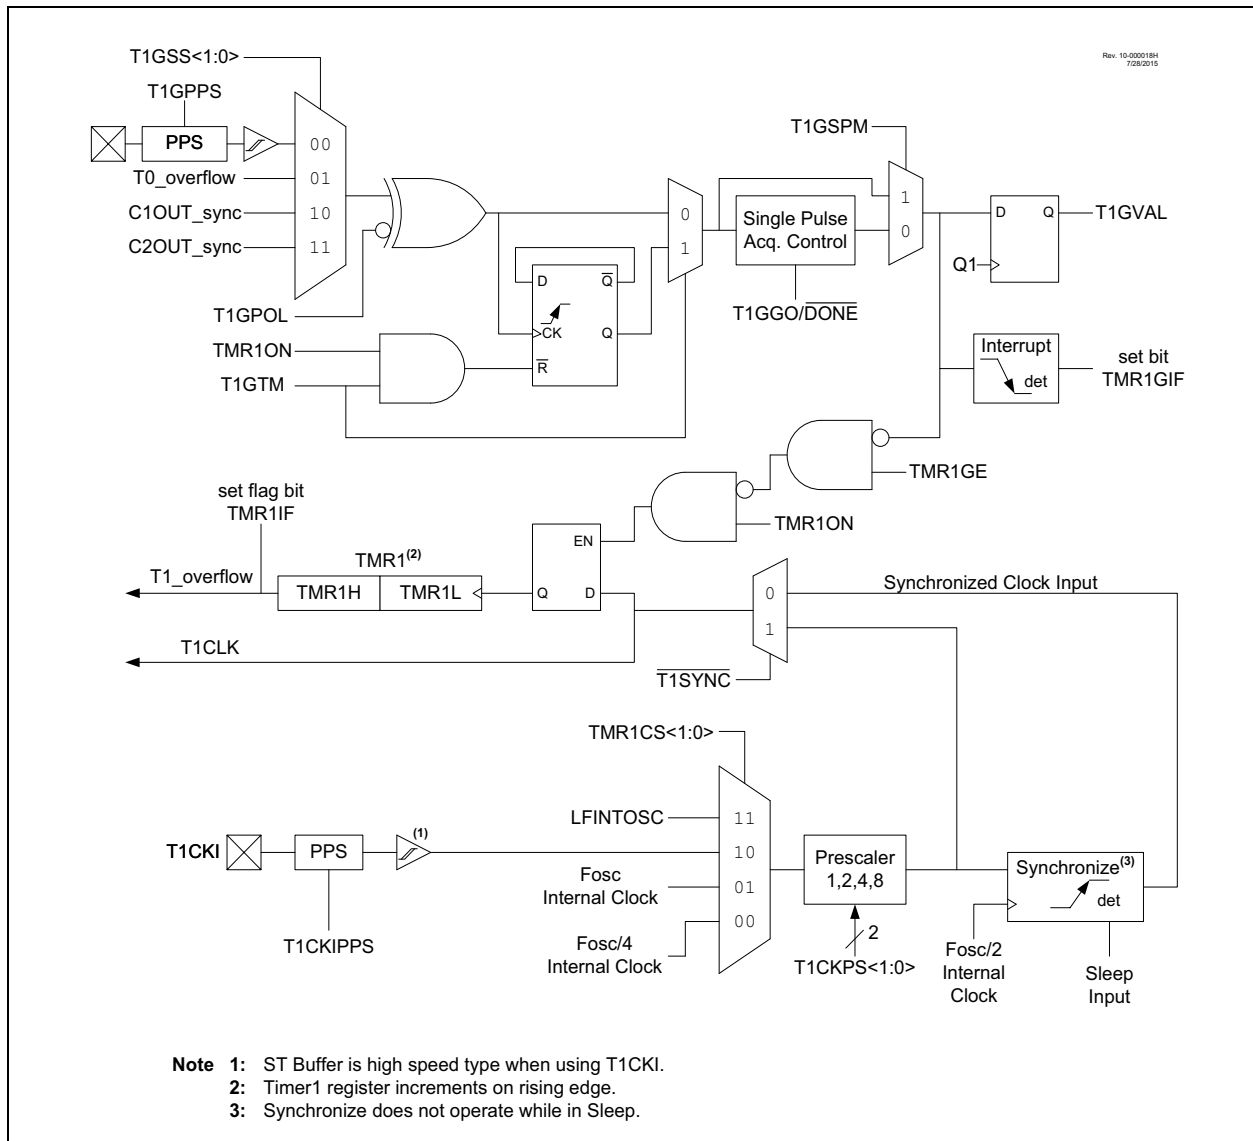 Rev. 10-000018H
7/28/2015
T1GSS<1:0>
T1GPPS
PPS
00
T0_overflow
01
C1OUT_sync
10
C2OUT_sync
11
T1GPOL
TMR1ON
T1GTM
D
Q
CK
Q
R
0
1
T1GSPM
Single Pulse
Acq. Control
T1GGO/DONE
1
0
D
Q
T1GVAL
Q1
Interrupt
det
set bit
TMR1GIF
TMR1GE
TMR1ON
set flag bit
TMR1IF
TMR1(2)
T1_overflow
TMR1H
TMR1L
EN
Q
D
T1CLK
0
1
T1SYNC
Synchronized Clock Input
TMR1CS<1:0>
LFINTOSC
11
T1CKI
PPS
(1)
10
Fosc
Internal Clock
01
Fosc/4
Internal Clock
00
T1CKIPPS
Prescaler
1,2,4,8
2
T1CKPS<1:0>
Synchronize(3)
det
Fosc/2
Internal
Clock
Sleep
Input
Note 1: ST Buffer is high speed type when using T1CKI.
2: Timer1 register increments on rising edge.
3: Synchronize does not operate while in Sleep.